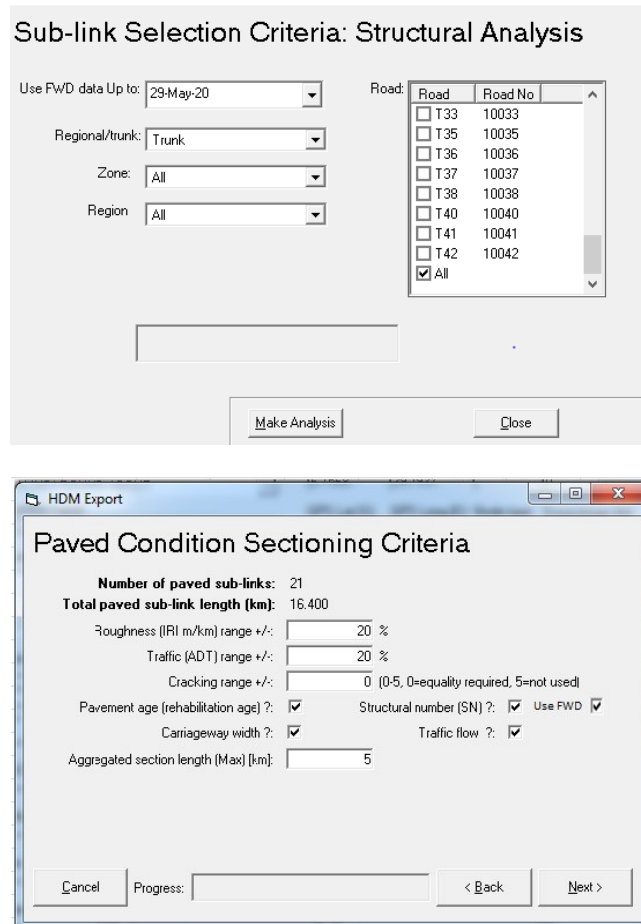 Sub-link Selection Criteria: Structural Analysis
Use FWD data Up to: 29-May-20
Regional/trunk: Trunk
Zone: All
Region All
Road:
Road Road No
T33 10033
T35 10035
T36 10036
T37 10037
T38 10038
T40 10040
T41 10041
T42 10042
All
Make Analysis Close
HDM Export
Paved Condition Sectioning Criteria
Number of paved sub-links: 21
Total paved sub-link length (km): 16.400
Roughness (IRI m/km) range +/-: 20 %
Traffic (ADT) range +/-: 20 %
Cracking range +/-: 0 (0-5, 0=equality required, 5=not used)
Pavement age (rehabilitation age) ?: Structural number (SN) ?: Use FWD
Carriageway width ?: Traffic flow ?:
Aggregated section length (Max) [km]: 5
Cancel Progress: < Back Next >